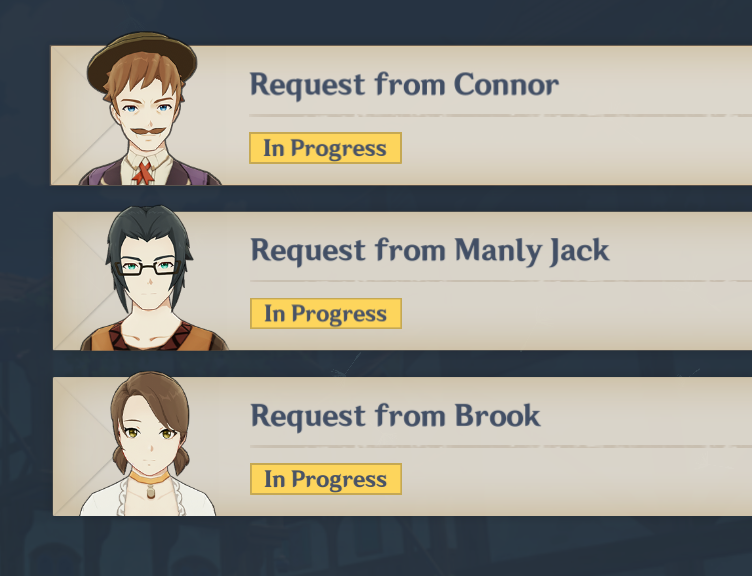 Request from Connor
In Progress
Request from Manly Jack
In Progress
Request from Brook
In Progress